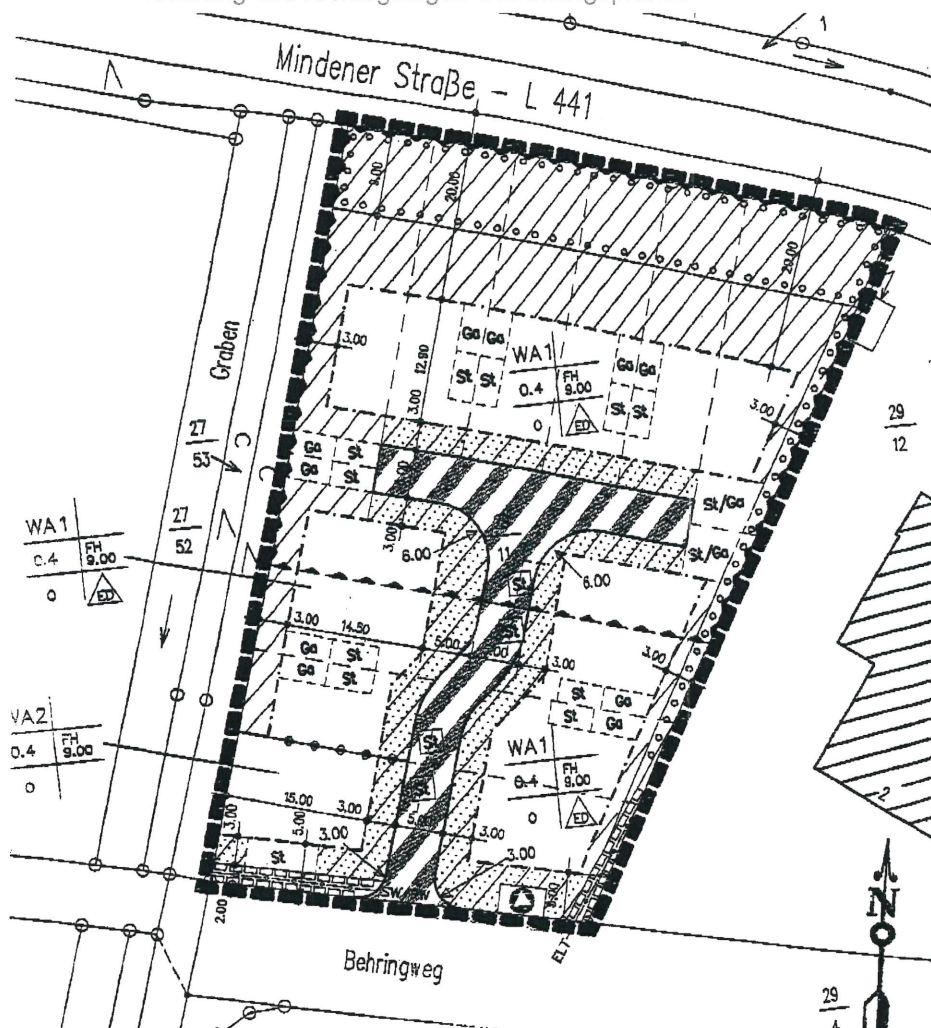 1
Mindener Straße - L 441
8.00
20.00
20.00
Graben
3.00
12.90
Ga Ga
St St
WA1
0.4 FH 9.00
o ED
Ga Ga
St St
3.00
3.00
29
12
27
53
Ga St
Ga St
St/Ga
St/Ga
27
52
WA1
0.4 FH 9.00
o ED
3.00
6.00
11
6.00
St
St
3.00
14.50
3.00
3.00
Ga St
Ga St
St Ga
St Ga
WA2
0.4 FH 9.00
o
St
St
WA1
0.4 FH 9.00
o ED
15.00
3.00
3.00
3.00
5.00
3.00
3.00
St
2
2.00
ELT
N
Behringweg
29